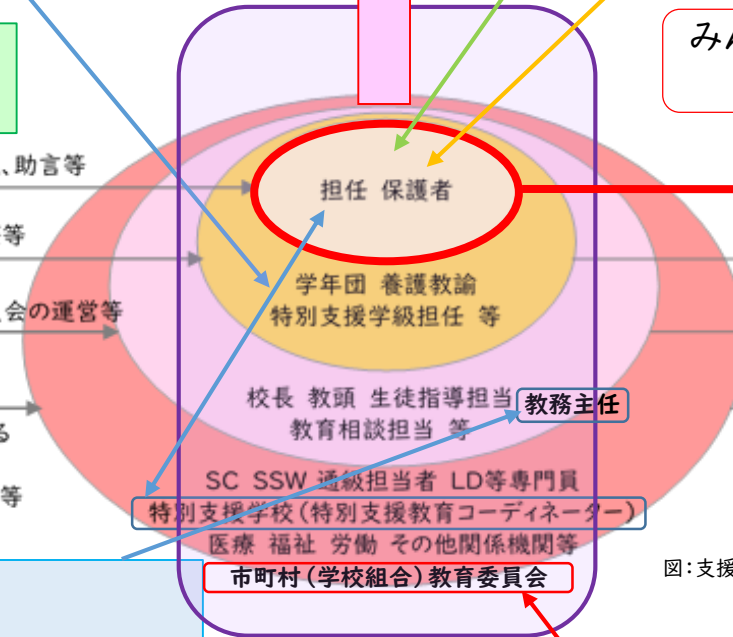 みん
、助言等
担任 保護者
等
学年団 養護教諭
特別支援学級担任 等
会の運営等
校長 教頭 生徒指導担当
教務主任
教育相談担当 等
る
SC SSW 通級担当者 LD等専門員
等
特別支援学校(特別支援教育コーディネーター)
医療 福祉 労働 その他関係機関等
市町村(学校組合)教育委員会
図:支援